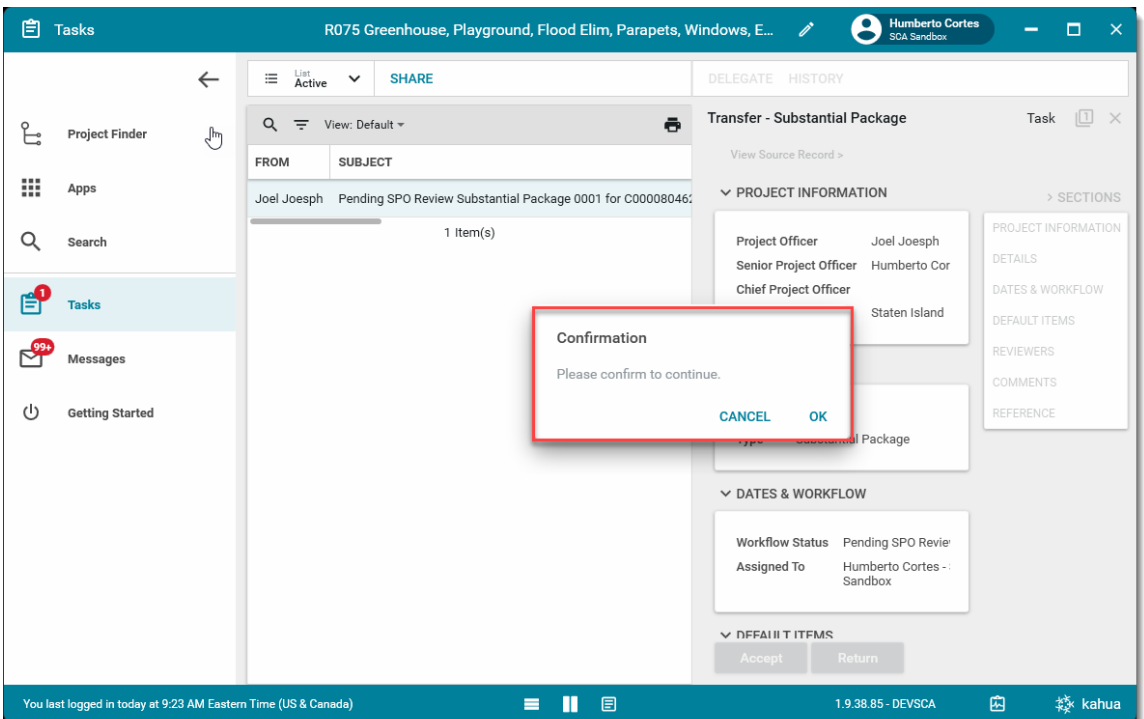 Tasks
R075 Greenhouse, Playground, Flood Elim, Parapets, Windows, E...
Humberto Cortes
SCA Sandbox
List
Active
SHARE
DELEGATE HISTORY
Project Finder
Apps
Search
1
Tasks
99+
Messages
Getting Started
View: Default
FROM SUBJECT
Joel Joesph Pending SPO Review Substantial Package 0001 for C000080462
1 Item(s)
Transfer - Substantial Package Task 1
View Source Record >
PROJECT INFORMATION
Project Officer Joel Joesph
Senior Project Officer Humberto Cor
Chief Project Officer
Staten Island
> SECTIONS
PROJECT INFORMATION
DETAILS
DATES & WORKFLOW
DEFAULT ITEMS
REVIEWERS
COMMENTS
REFERENCE
Confirmation
Please confirm to continue.
CANCEL OK
Type Substantial Package
DATES & WORKFLOW
Workflow Status Pending SPO Review
Assigned To Humberto Cortes -
Sandbox
DEFAULT ITEMS
Accept Return
You last logged in today at 9:23 AM Eastern Time (US & Canada)
1.9.38.85 - DEVSCA
kahua